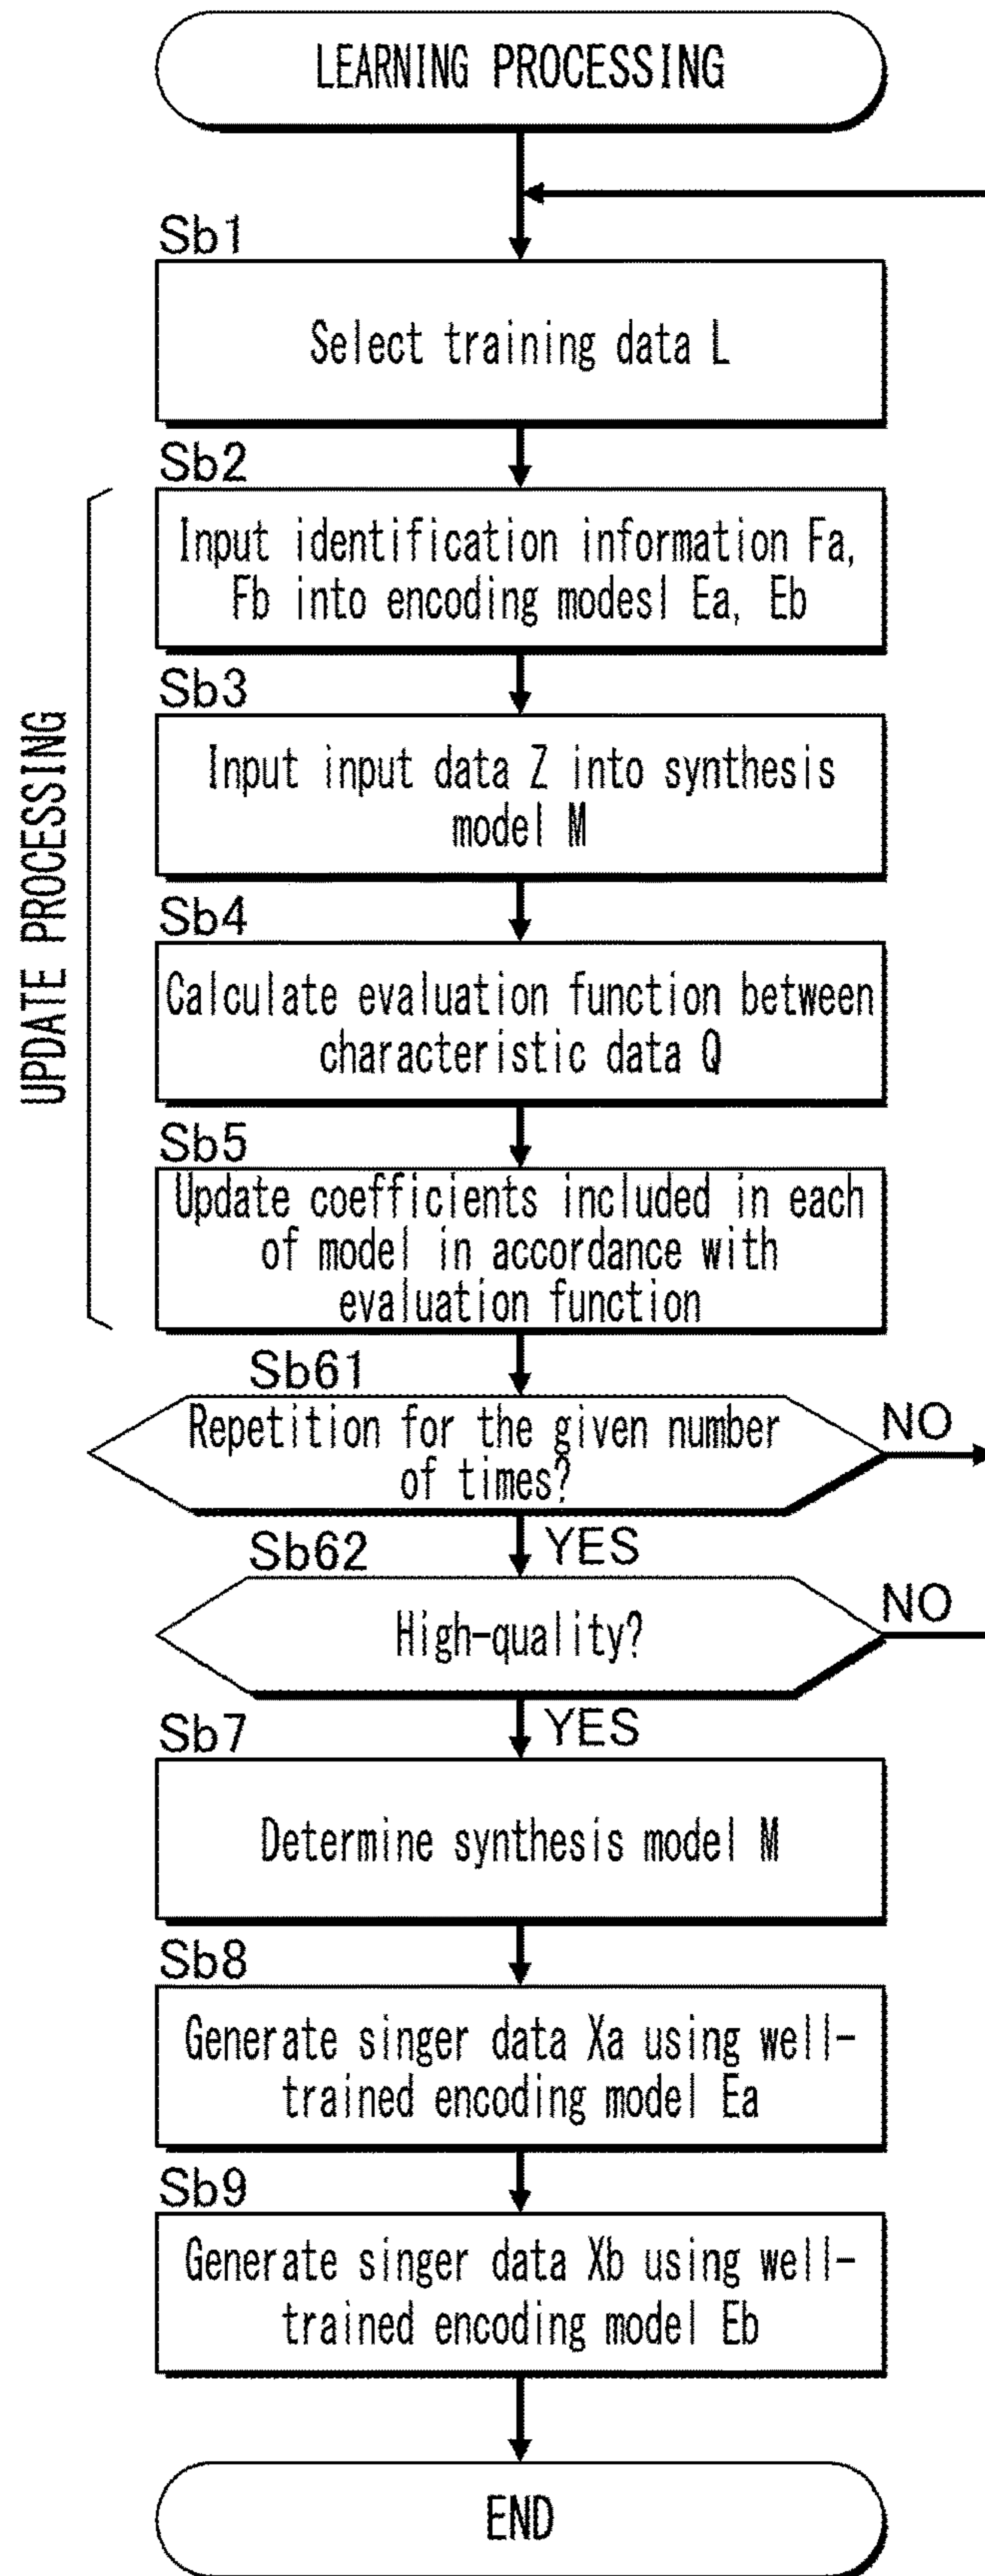 LEARNING PROCESSING
Sb1
Select training data L
Sb2
Input identification information Fa,
Fb into encoding modesl Ea, Eb
Sb3
Input input data Z into synthesis
model M
Sb4
Calculate evaluation function between
characteristic data Q
Sb5
Update coefficients included in each
of model in accordance with
evaluation function
UPDATE PROCESSING
Sb61
Repetition for the given number
of times?
NO
YES
Sb62
High-quality?
NO
YES
Sb7
Determine synthesis model M
Sb8
Generate singer data Xa using well-
trained encoding model Ea
Sb9
Generate singer data Xb using well-
trained encoding model Eb
END